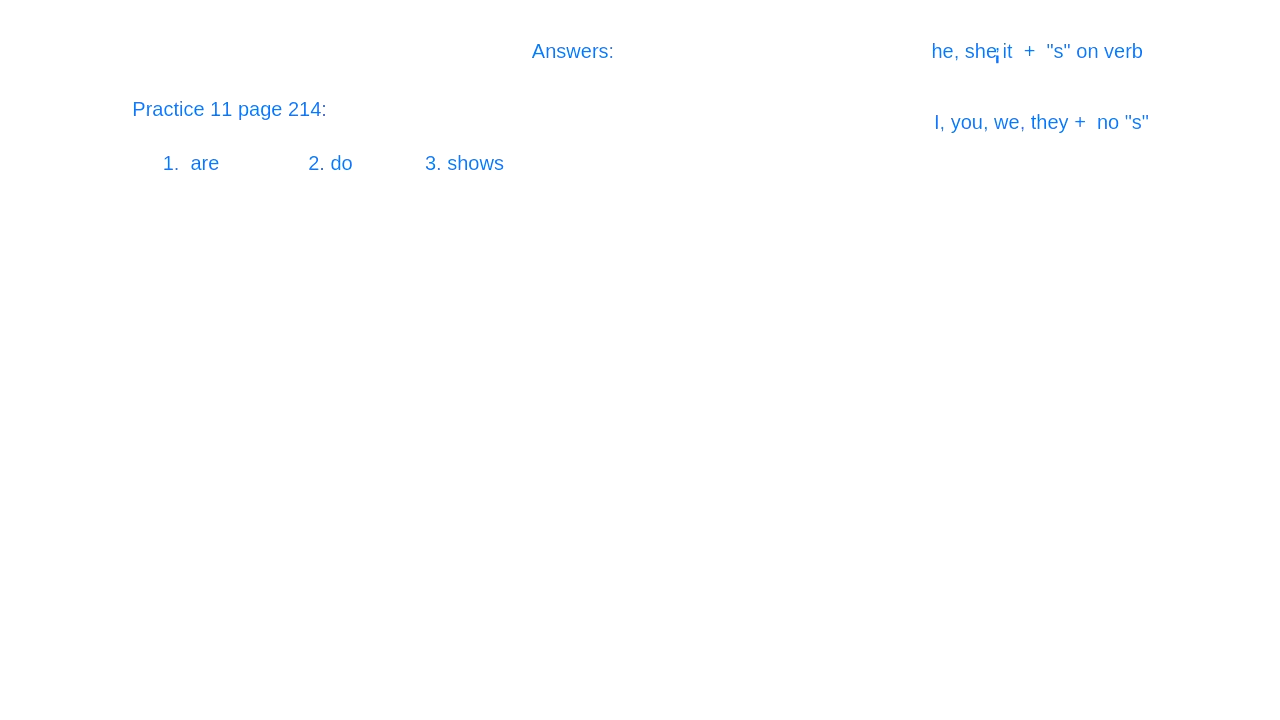 Answers:
he, she, it + "s" on verb
Practice 11 page 214:
I, you, we, they + no "s"
1. are 2. do 3. shows